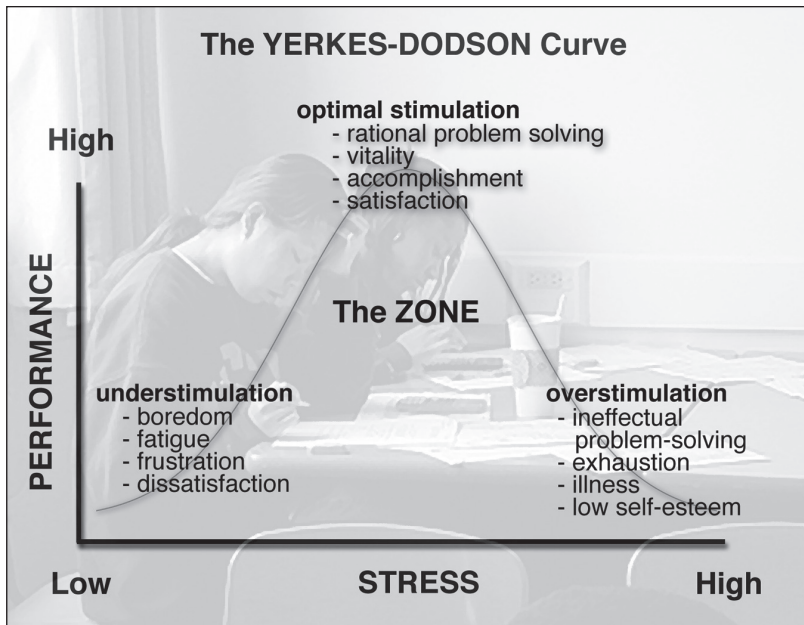 The YERKES-DODSON Curve
optimal stimulation
- rational problem solving
- vitality
- accomplishment
- satisfaction
High
PERFORMANCE
The ZONE
understimulation
- boredom
- fatigue
- frustration
- dissatisfaction
overstimulation
- ineffectual
problem-solving
- exhaustion
- illness
- low self-esteem
Low
STRESS
High